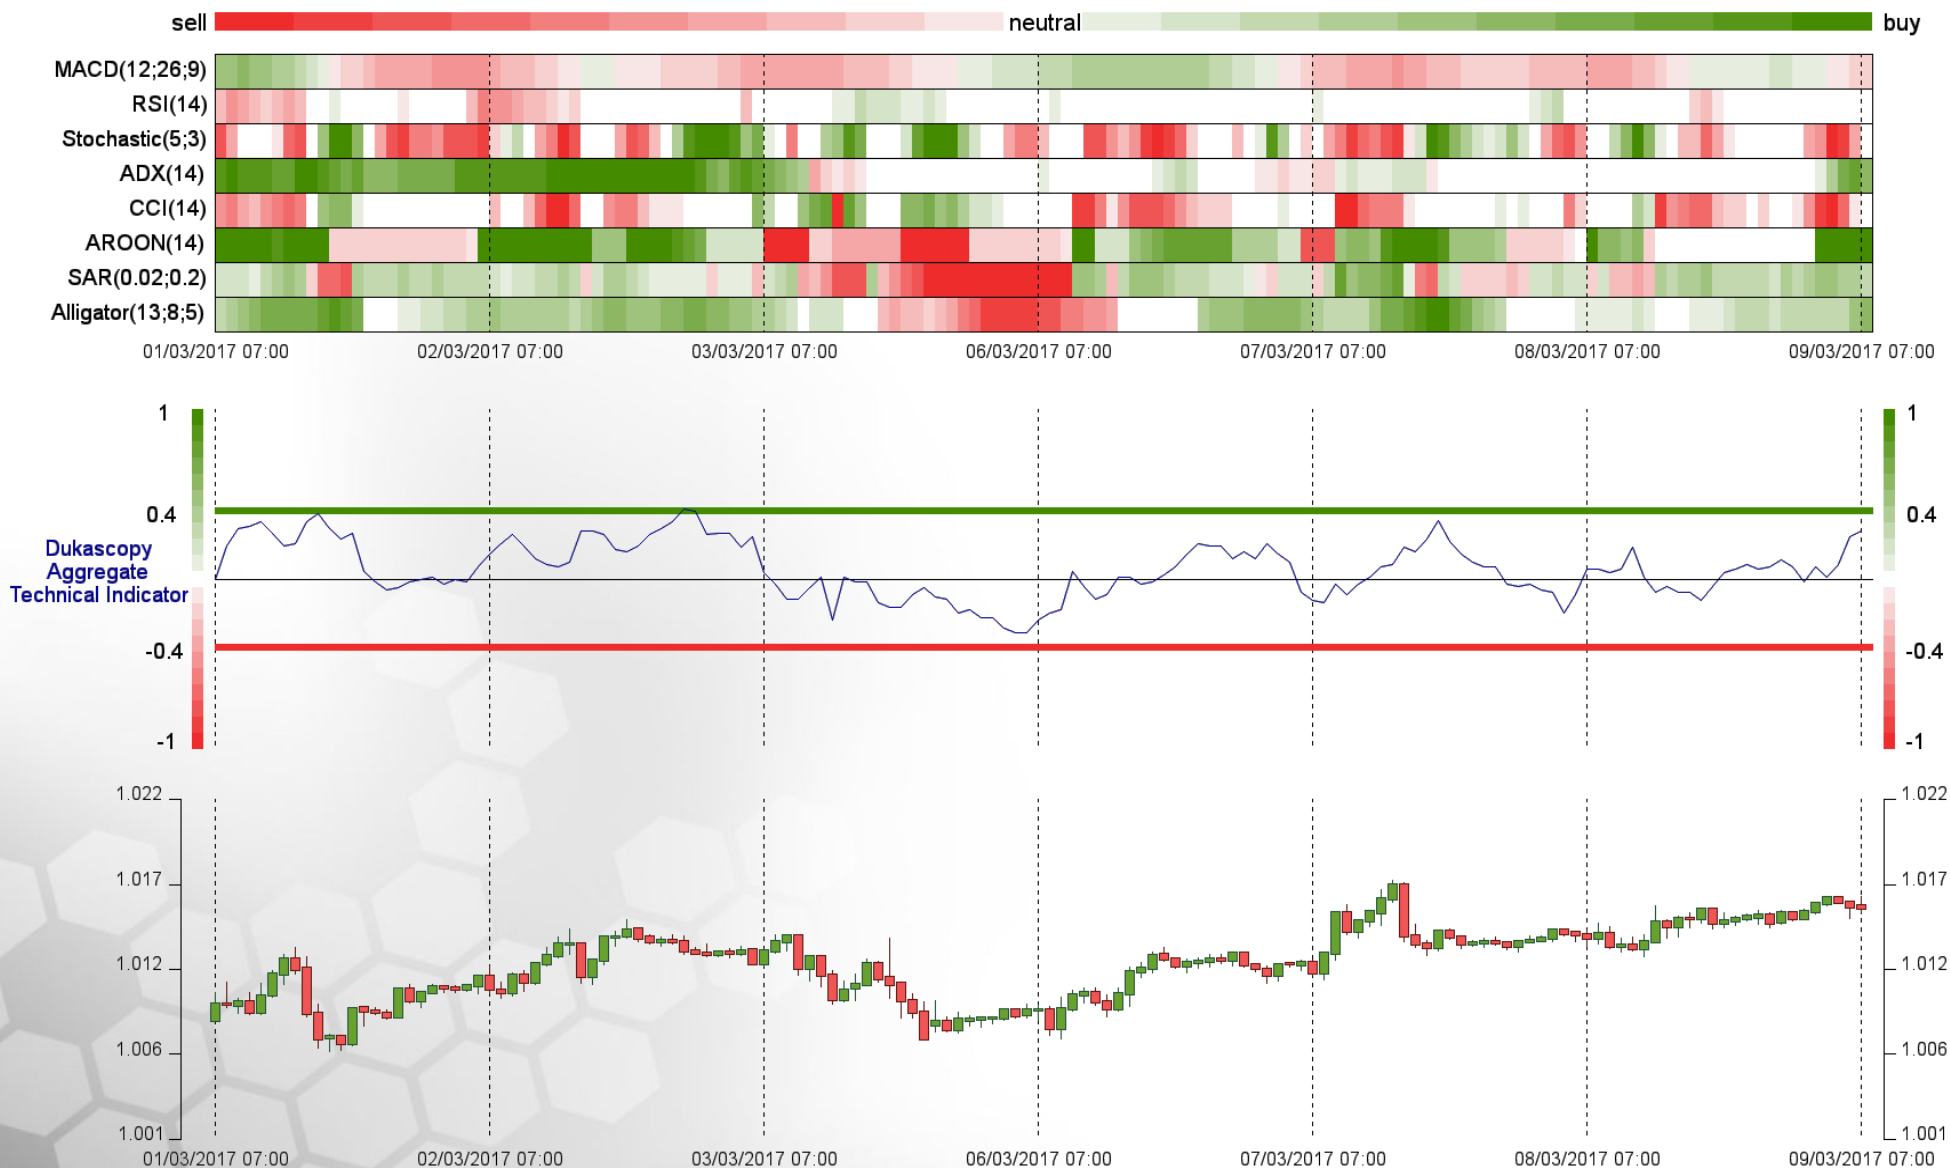 sell neutral buy
MACD(12;26;9)
RSI(14)
Stochastic(5;3)
ADX(14)
CCI(14)
AROON(14)
SAR(0.02;0.2)
Alligator(13;8;5)
01/03/2017 07:00 02/03/2017 07:00 03/03/2017 07:00 06/03/2017 07:00 07/03/2017 07:00 08/03/2017 07:00 09/03/2017 07:00
1 1
0.4 0.4
Dukascopy
Aggregate
Technical Indicator
-0.4 -0.4
-1 -1
1.022 1.022
1.017 1.017
1.012 1.012
1.006 1.006
1.001 1.001
01/03/2017 07:00 02/03/2017 07:00 03/03/2017 07:00 06/03/2017 07:00 07/03/2017 07:00 08/03/2017 07:00 09/03/2017 07:00